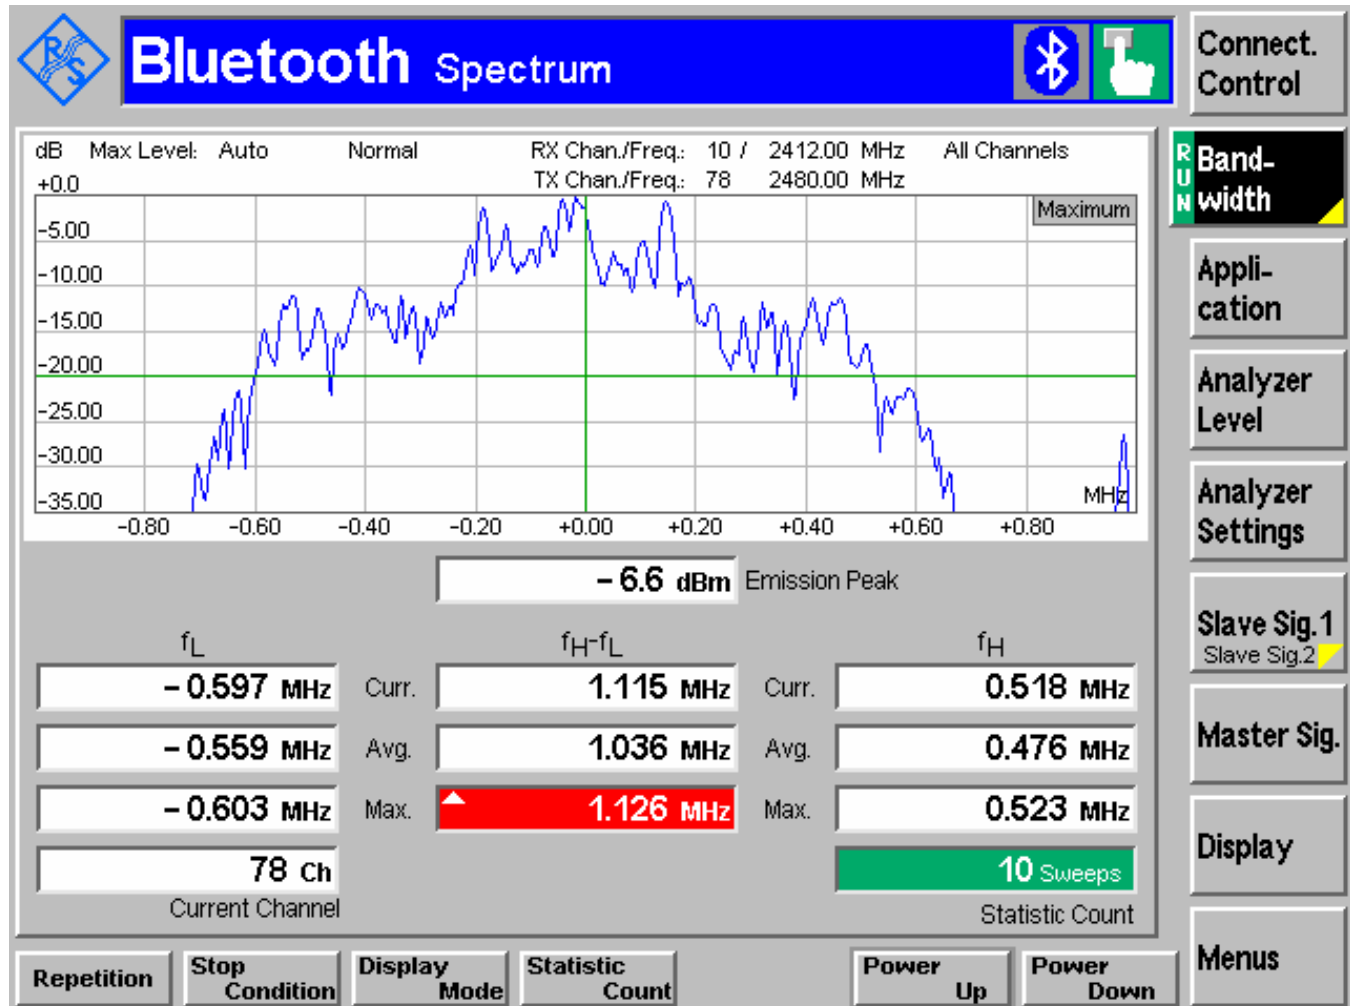 R&S
Bluetooth Spectrum
Connect.
Control
dB Max Level: Auto Normal RX Chan./Freq.: 10 / 2412.00 MHz All Channels
+0.0 TX Chan./Freq.: 78 2480.00 MHz
Maximum
-5.00
-10.00
-15.00
-20.00
-25.00
-30.00
-35.00
MHz
-0.80 -0.60 -0.40 -0.20 +0.00 +0.20 +0.40 +0.60 +0.80
RUN
Band-
width
Appli-
cation
Analyzer
Level
Analyzer
Settings
Slave Sig.1
Slave Sig.2
Master Sig.
Display
Menus
-6.6 dBm Emission Peak
fL fH-fL fH
-0.597 MHz Curr. 1.115 MHz Curr. 0.518 MHz
-0.559 MHz Avg. 1.036 MHz Avg. 0.476 MHz
-0.603 MHz Max. 1.126 MHz Max. 0.523 MHz
78 Ch 10 Sweeps
Current Channel Statistic Count
Repetition
Stop
Condition
Display
Mode
Statistic
Count
Power
Up
Power
Down